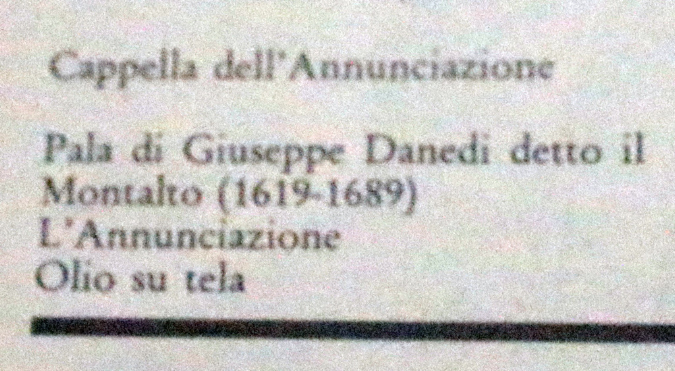 Cappella dell'Annunciazione
Pala di Giuseppe Danedi detto il
Montalto (1619-1689)
L'Annunciazione
Olio su tela